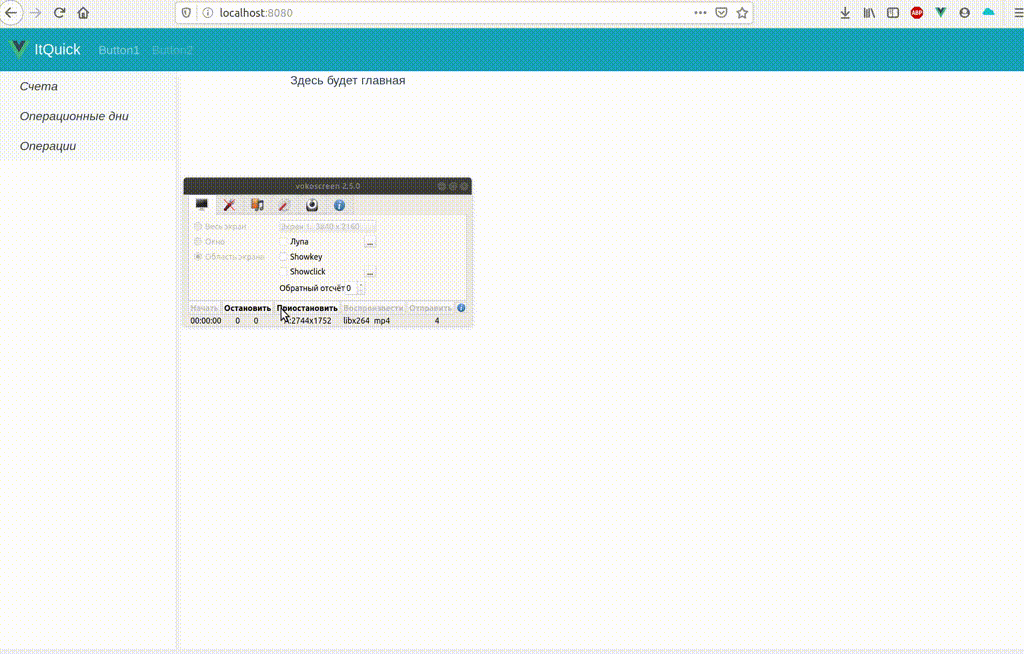 localhost:8080
ABP
ItQuick Button1 Button2
Счета
Операционные дни
Операции
Здесь будет главная
vokoscreen 2.5.0
Весь экран
Экран 1: 3840 x 2160
Окно
Лупа
...
Область экрана
Showkey
Showclick
...
Обратный отсчёт 0
Начать Остановить Приостановить Воспроизвести Отправить
00:00:00 0 0 :2744x1752 libx264 mp4 4